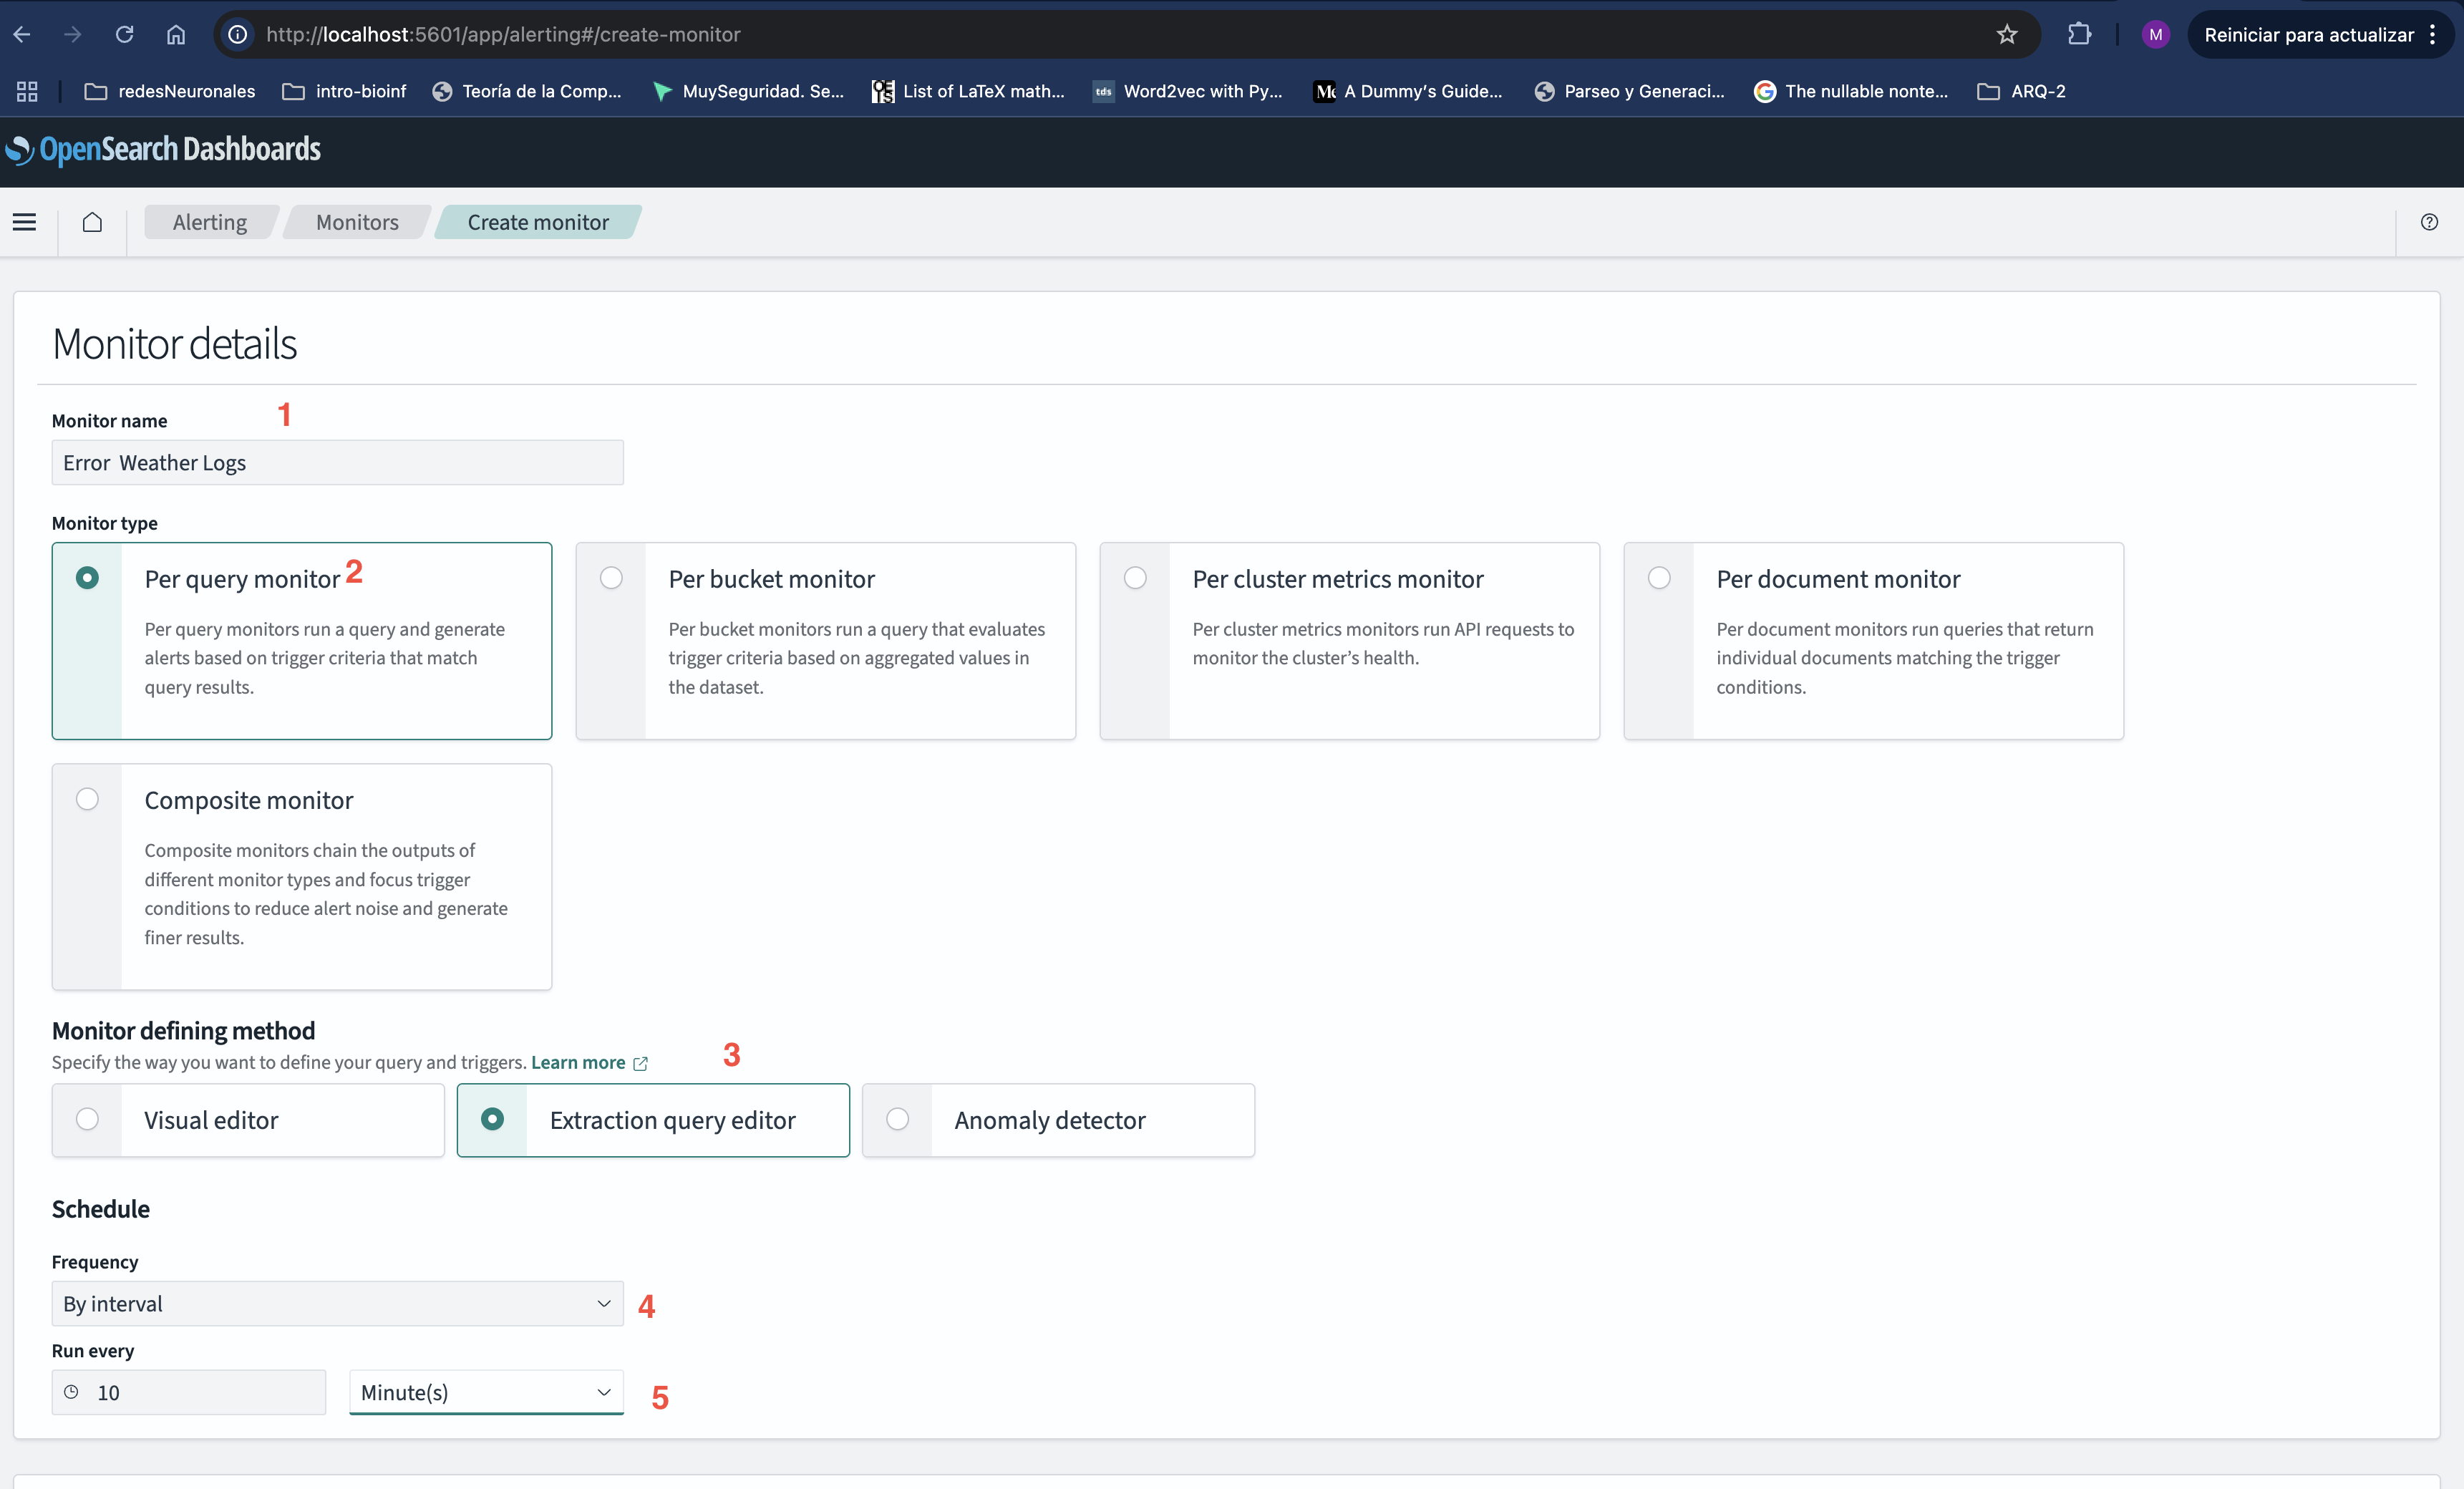 http://localhost:5601/app/alerting#/create-monitor
M
Reiniciar para actualizar
redesNeuronales
intro-bioinf
Teoría de la Comp...
MuySeguridad. Se...
List of LaTeX math...
tds
Word2vec with Py...
A Dummy's Guide...
Parseo y Generaci...
The nullable nonte...
ARQ-2
OpenSearch Dashboards
Alerting
Monitors
Create monitor
Monitor details
Monitor name
1
Error  Weather Logs
Monitor type
Per query monitor 2
Per query monitors run a query and generate
alerts based on trigger criteria that match
query results.
Per bucket monitor
Per bucket monitors run a query that evaluates
trigger criteria based on aggregated values in
the dataset.
Per cluster metrics monitor
Per cluster metrics monitors run API requests to
monitor the cluster's health.
Per document monitor
Per document monitors run queries that return
individual documents matching the trigger
conditions.
Composite monitor
Composite monitors chain the outputs of
different monitor types and focus trigger
conditions to reduce alert noise and generate
finer results.
Monitor defining method
Specify the way you want to define your query and triggers. Learn more
3
Visual editor
Extraction query editor
Anomaly detector
Schedule
Frequency
By interval
4
Run every
10
Minute(s)
5